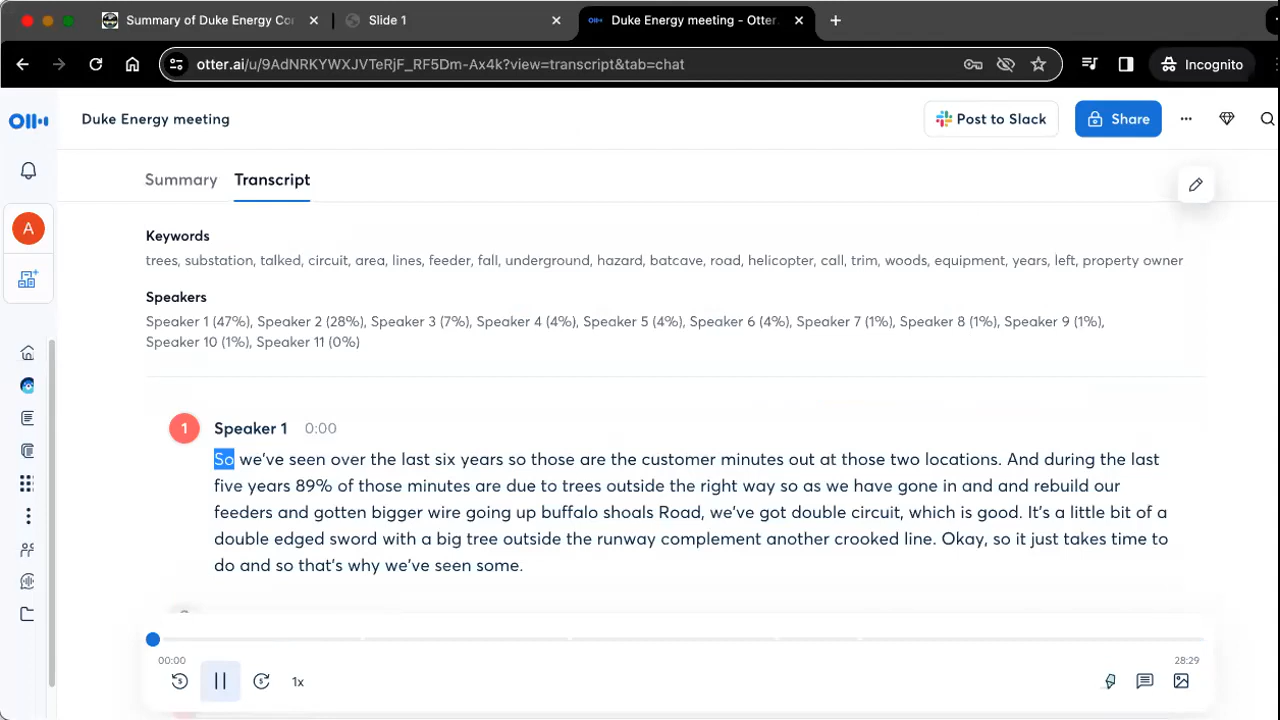 Summary of Duke Energy Co
Slide 1
Duke Energy meeting - Otter.
otter.ai/u/9AdNRKYWXJVTeRjF_RF5Dm-Ax4k?view=transcript&tab=chat
Incognito
Duke Energy meeting
Post to Slack
Share
Summary
Transcript
A
Keywords
trees, substation, talked, circuit, area, lines, feeder, fall, underground, hazard, batcave, road, helicopter, call, trim, woods, equipment, years, left, property owner
Speakers
Speaker 1 (47%), Speaker 2 (28%), Speaker 3 (7%), Speaker 4 (4%), Speaker 5 (4%), Speaker 6 (4%), Speaker 7 (1%), Speaker 8 (1%), Speaker 9 (1%),
Speaker 10 (1%), Speaker 11 (0%)
1
Speaker 1 0:00
So we've seen over the last six years so those are the customer minutes out at those two locations. And during the last
five years 89% of those minutes are due to trees outside the right way so as we have gone in and and rebuild our
feeders and gotten bigger wire going up buffalo shoals Road, we've got double circuit, which is good. It's a little bit of a
double edged sword with a big tree outside the runway complement another crooked line. Okay, so it just takes time to
do and so that's why we've seen some.
00:00
28:29
5
5
1x